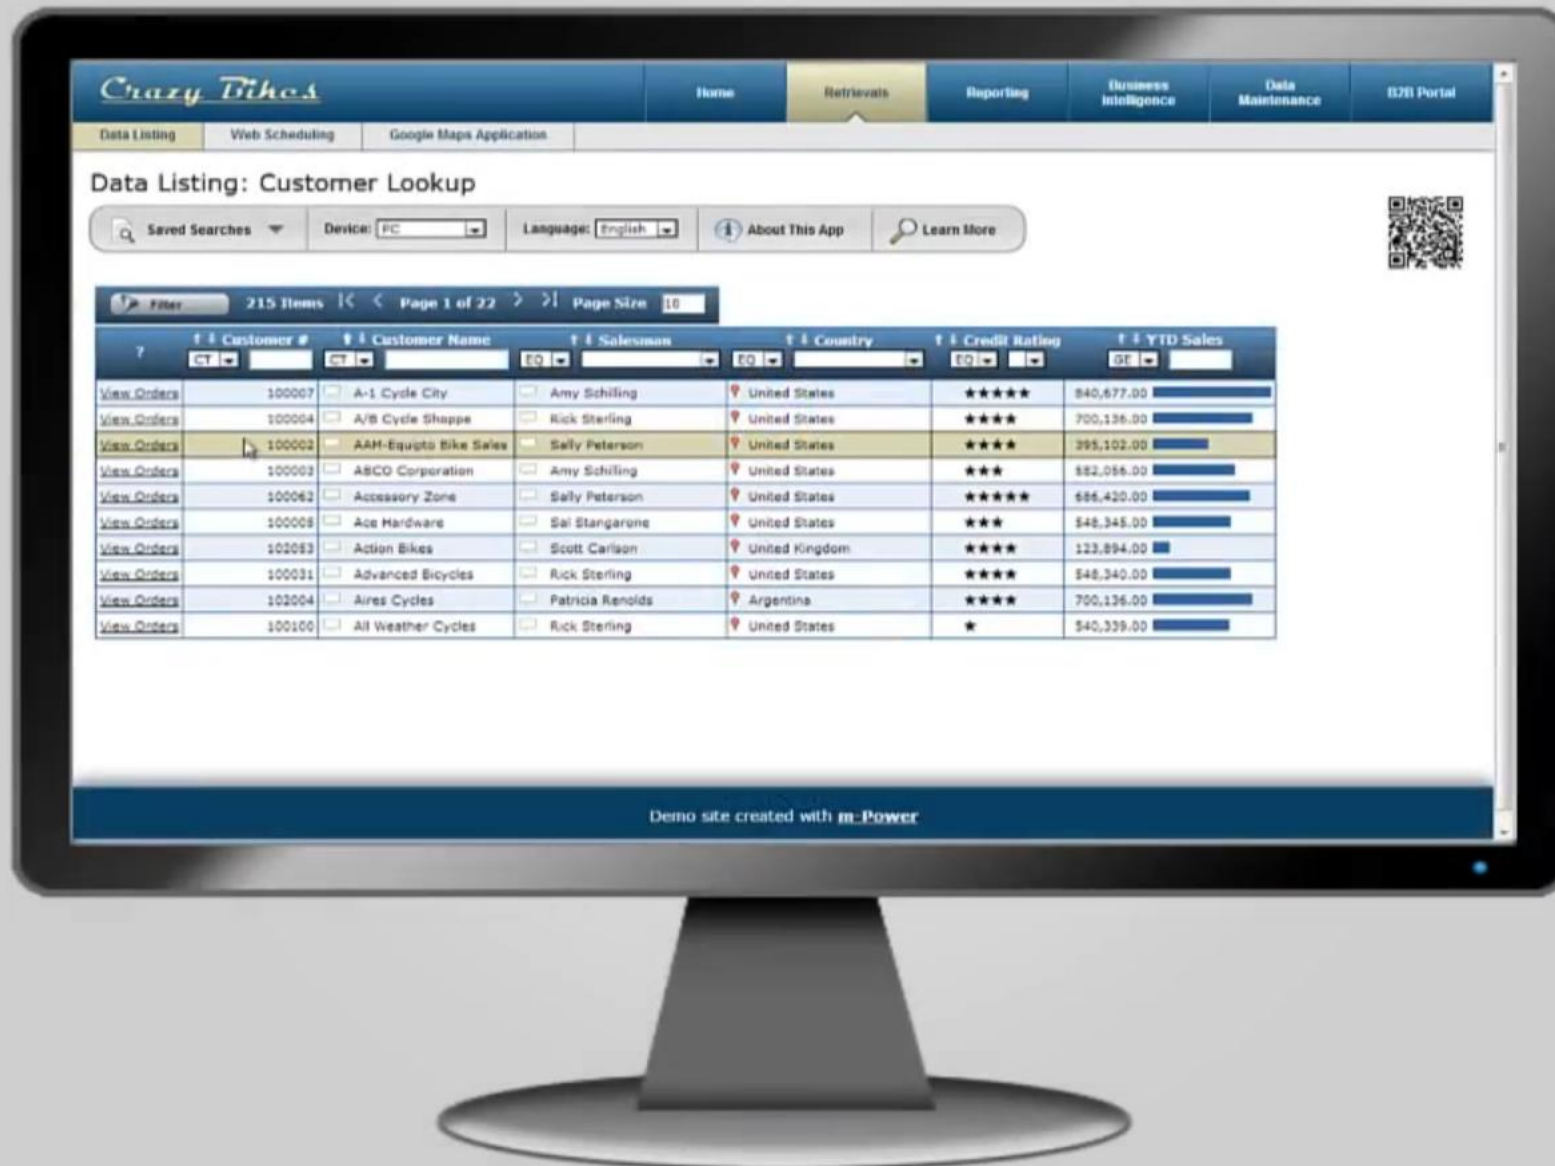 Crazy Bikes
Home
Retrievals
Reporting
Business Intelligence
Data Maintenance
B2B Portal
Data Listing
Web Scheduling
Google Maps Application
Data Listing: Customer Lookup
Saved Searches
Device: PC
Language: English
About This App
Learn More
Filter 215 Items Page 1 of 22 Page Size 10
? Customer # Customer Name Salesman Country Credit Rating YTD Sales
CT CT EQ EQ EQ GE
View Orders 100007 A-1 Cycle City Amy Schilling United States ★★★★★ 840,677.00
View Orders 100004 A/B Cycle Shoppe Rick Sterling United States ★★★★ 700,136.00
View Orders 100002 AAM-Equipto Bike Sales Sally Peterson United States ★★★★ 395,102.00
View Orders 100003 ABCO Corporation Amy Schilling United States ★★★ 582,056.00
View Orders 100062 Accessory Zone Sally Peterson United States ★★★★★ 686,420.00
View Orders Ace Hardware Sal Stangarone United States ★★★ 548,345.00
View Orders 102053 Action Bikes Scott Carlson United Kingdom ★★★★ 123,894.00
View Orders 100031 Advanced Bicycles Rick Sterling United States ★★★★ 548,340.00
View Orders 102004 Aires Cycles Patricia Renolds Argentina ★★★★ 700,136.00
View Orders 100100 All Weather Cycles Rick Sterling United States ★ 540,339.00
Demo site created with m-Power